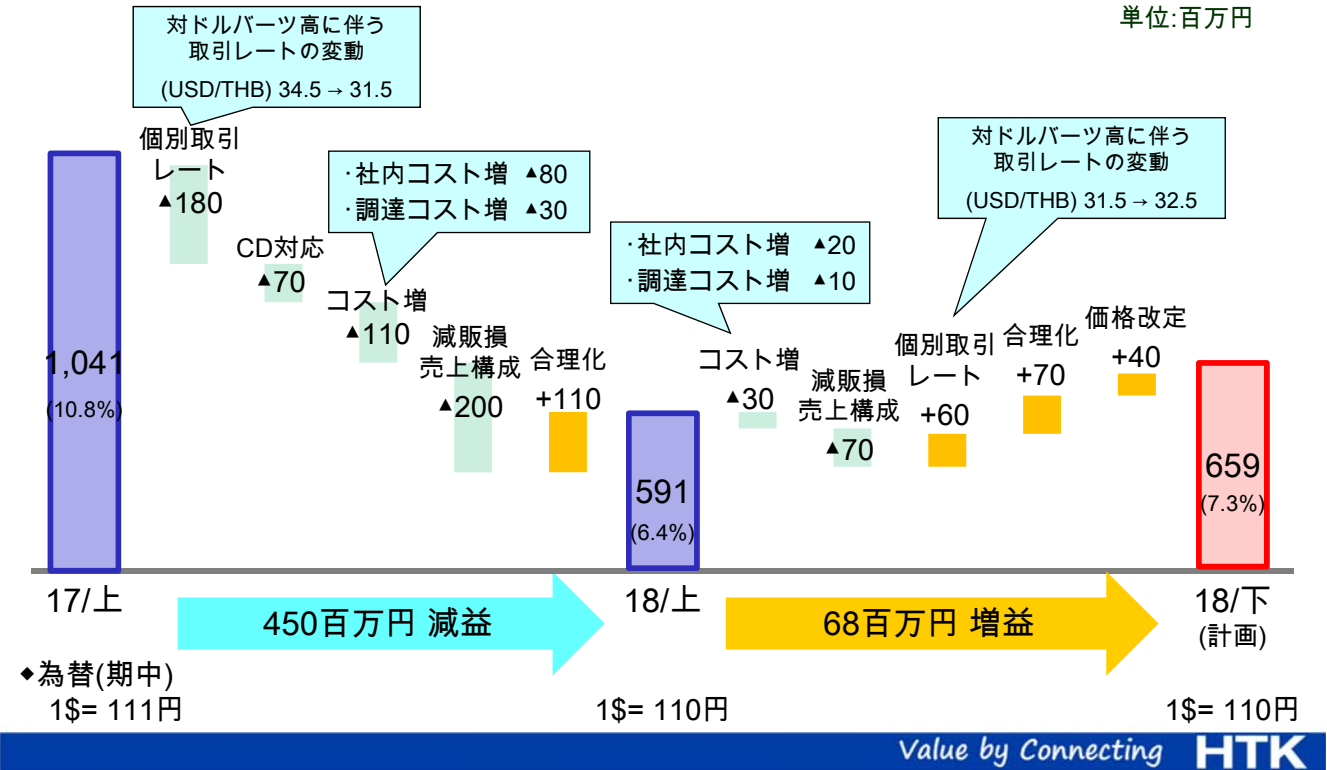 単位:百万円
対ドルバーツ高に伴う
取引レートの変動
(USD/THB) 34.5 → 31.5
個別取引
レート
▲180
CD対応
▲70
・社内コスト増 ▲80
・調達コスト増 ▲30
コスト増
▲110
減販損
売上構成
▲200
合理化
+110
1,041
(10.8%)
591
(6.4%)
・社内コスト増 ▲20
・調達コスト増 ▲10
コスト増
▲30
減販損
売上構成
▲70
対ドルバーツ高に伴う
取引レートの変動
(USD/THB) 31.5 → 32.5
個別取引
レート
+60
合理化
+70
価格改定
+40
659
(7.3%)
17/上
450百万円 減益
18/上
68百万円 増益
18/下
(計画)
◆為替(期中)
1$= 111円
1$= 110円
1$= 110円
Value by Connecting HTK